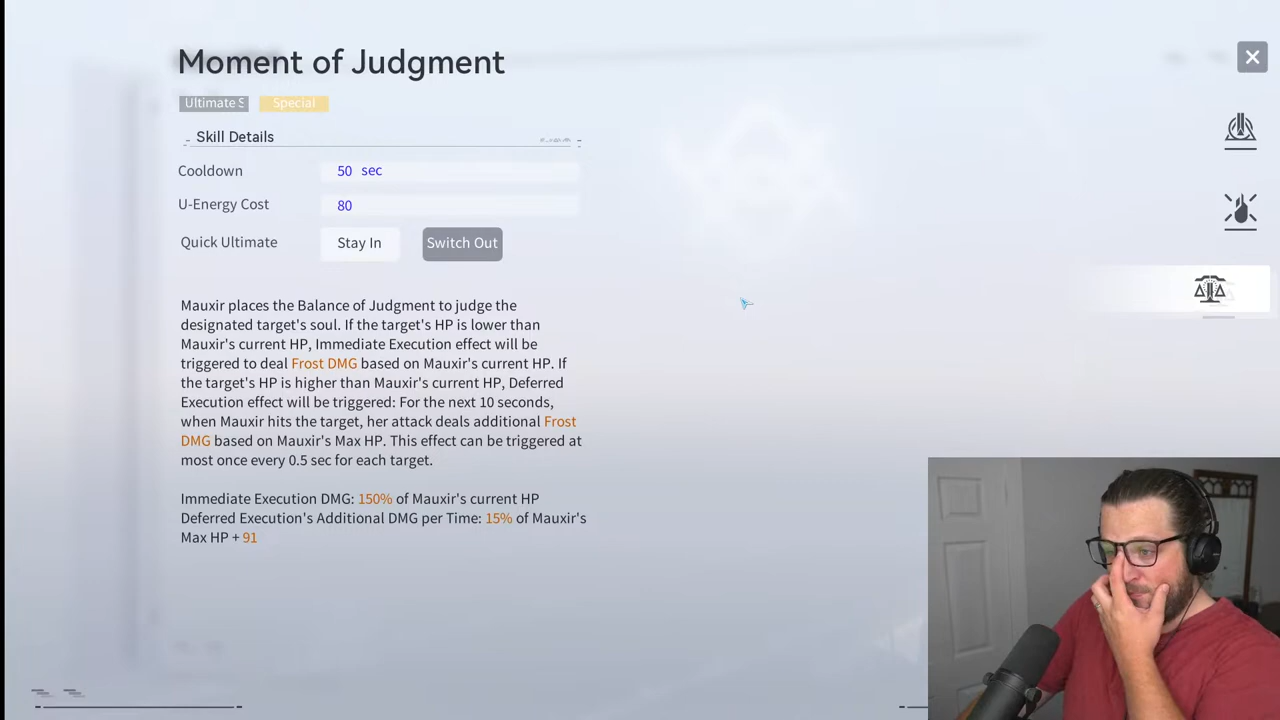 Moment of Judgment
Ultimate S
Special
Skill Details
Cooldown 50 sec
U-Energy Cost 80
Quick Ultimate Stay In Switch Out
Mauxir places the Balance of Judgment to judge the
designated target's soul. If the target's HP is lower than
Mauxir's current HP, Immediate Execution effect will be
triggered to deal Frost DMG based on Mauxir's current HP. If
the target's HP is higher than Mauxir's current HP, Deferred
Execution effect will be triggered: For the next 10 seconds,
when Mauxir hits the target, her attack deals additional Frost
DMG based on Mauxir's Max HP. This effect can be triggered at
most once every 0.5 sec for each target.
Immediate Execution DMG: 150% of Mauxir's current HP
Deferred Execution's Additional DMG per Time: 15% of Mauxir's
Max HP + 91